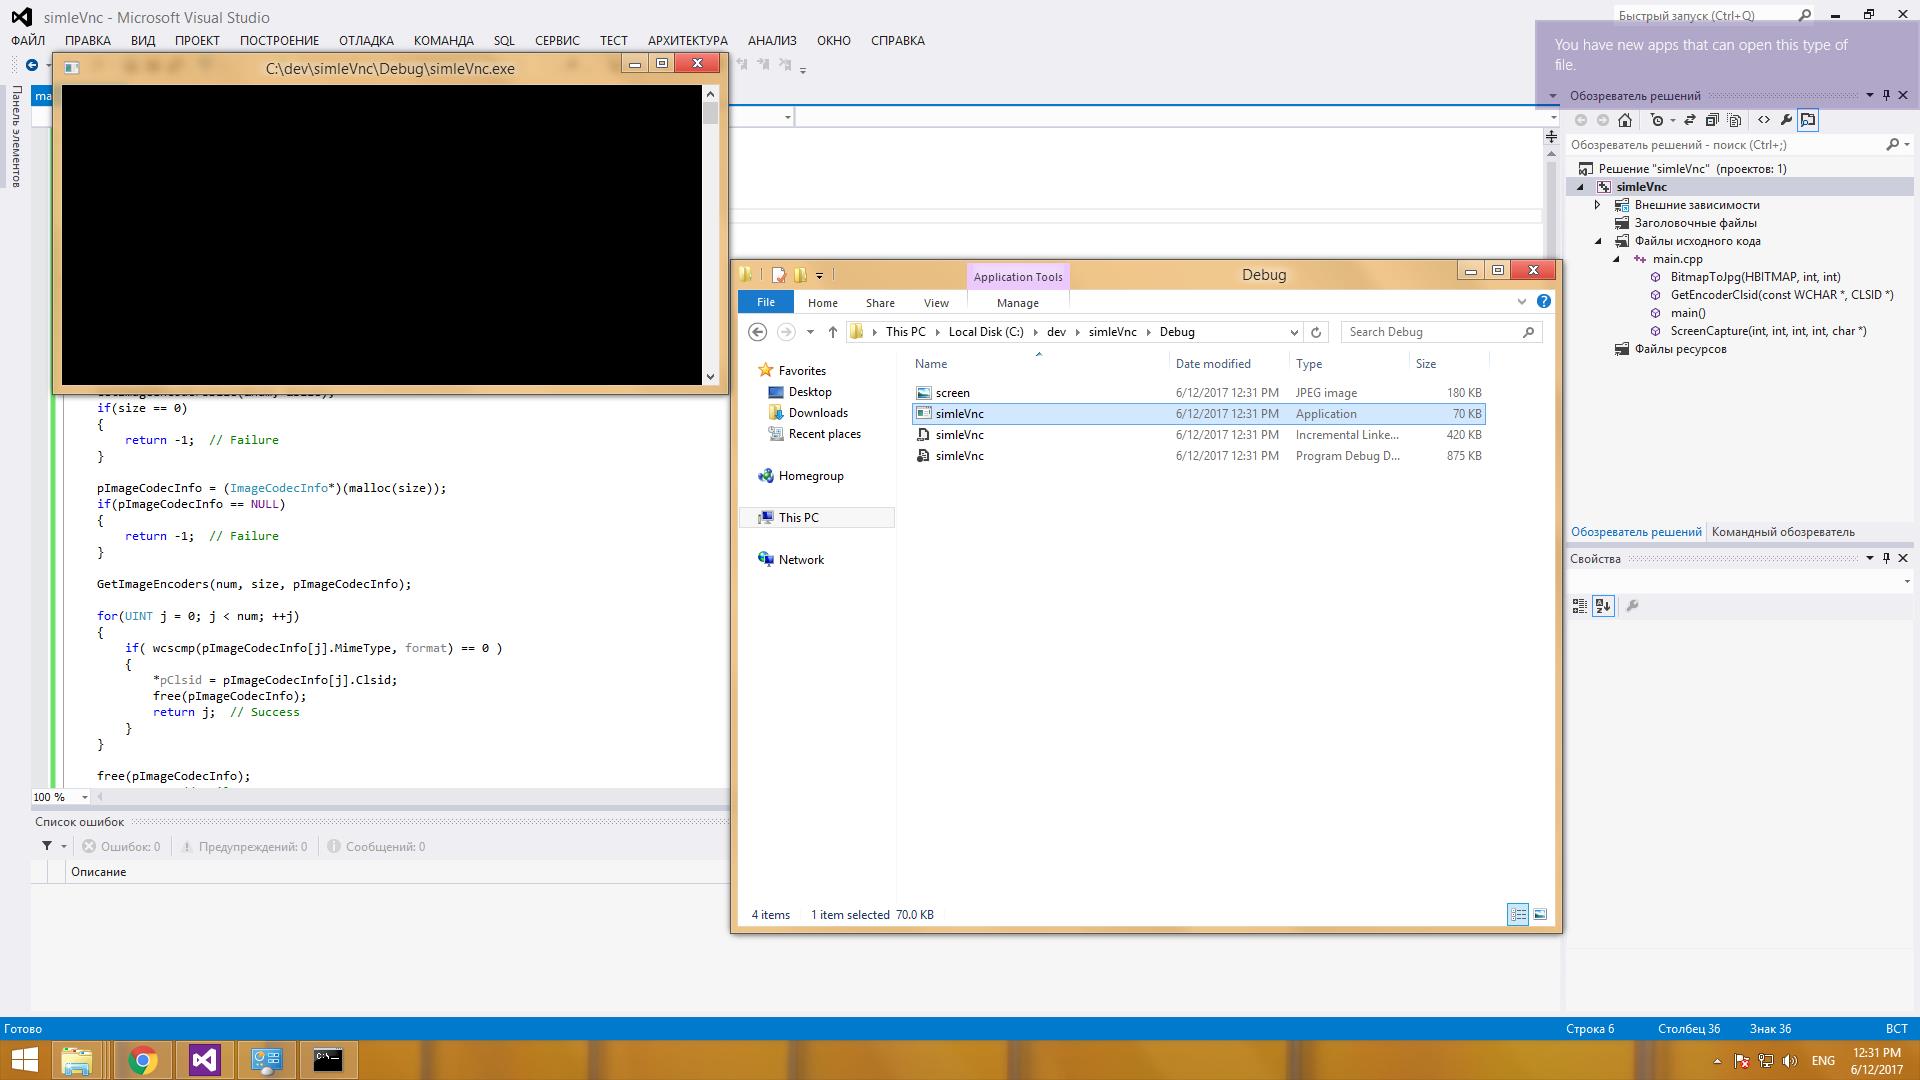 simleVnc - Microsoft Visual Studio
Быстрый запуск (Ctrl+Q)
ФАЙЛ ПРАВКА ВИД ПРОЕКТ ПОСТРОЕНИЕ ОТЛАДКА КОМАНДА SQL СЕРВИС ТЕСТ АРХИТЕКТУРА АНАЛИЗ ОКНО СПРАВКА
You have new apps that can open this type of
file.
C:\dev\simleVnc\Debug\simleVnc.exe
Панель элементов
ma
if(size == 0)
{
return -1;  // Failure
}
pImageCodecInfo = (ImageCodecInfo*)(malloc(size));
if(pImageCodecInfo == NULL)
{
return -1;  // Failure
}
GetImageEncoders(num, size, pImageCodecInfo);
for(UINT j = 0; j < num; ++j)
{
if( wcscmp(pImageCodecInfo[j].MimeType, format) == 0 )
{
*pClsid = pImageCodecInfo[j].Clsid;
free(pImageCodecInfo);
return j;  // Success
}
}
free(pImageCodecInfo);
100 %
Список ошибок
Ошибок: 0 Предупреждений: 0 Сообщений: 0
Описание
Application Tools Debug
File Home Share View Manage
This PC Local Disk (C:) dev simleVnc Debug Search Debug
Favorites
Desktop
Downloads
Recent places
Homegroup
This PC
Network
Name Date modified Type Size
screen 6/12/2017 12:31 PM JPEG image 180 KB
simleVnc 6/12/2017 12:31 PM Application 70 KB
simleVnc 6/12/2017 12:31 PM Incremental Linke... 420 KB
simleVnc 6/12/2017 12:31 PM Program Debug D... 875 KB
4 items 1 item selected 70.0 KB
Обозреватель решений
Обозреватель решений - поиск (Ctrl+;)
Решение "simleVnc" (проектов: 1)
simleVnc
Внешние зависимости
Заголовочные файлы
Файлы исходного кода
main.cpp
BitmapToJpg(HBITMAP, int, int)
GetEncoderClsid(const WCHAR *, CLSID *)
main()
ScreenCapture(int, int, int, int, char *)
Файлы ресурсов
Обозреватель решений Командный обозреватель
Свойства
Готово Строка 6 Столбец 36 Знак 36 ВСТ
C:\
ENG
12:31 PM
6/12/2017